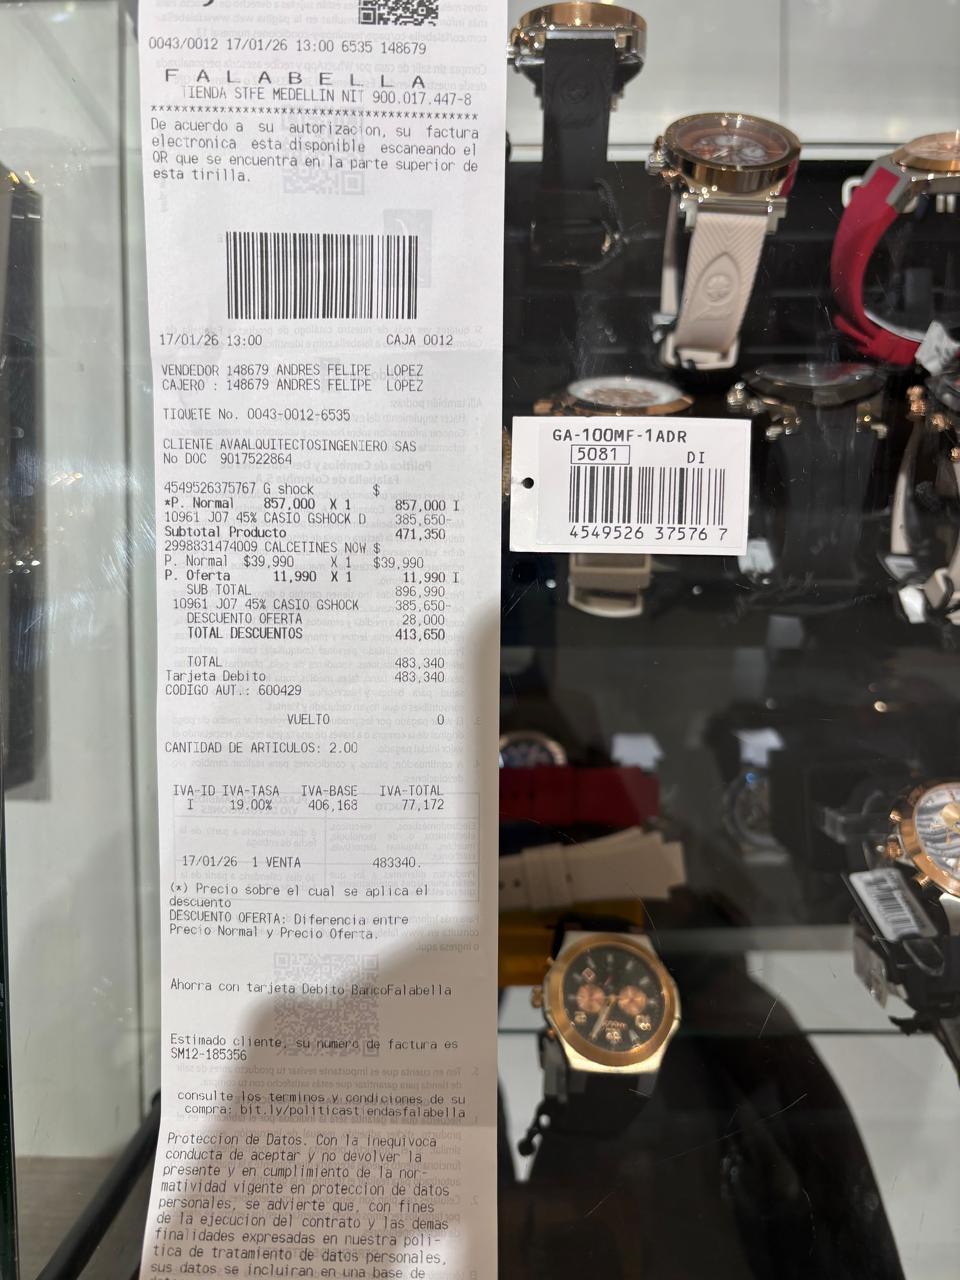 0043/0012 17/01/26 13:00 6535 148679
FALABELLA
TIENDA STFE MEDELLIN NIT 900.017.447-8
****************************************
De acuerdo a su autorizacion, su factura
electronica esta disponible escaneando el
QR que se encuentra en la parte superior de
esta tirilla.
17/01/26 13:00 CAJA 0012
VENDEDOR 148679 ANDRES FELIPE LOPEZ
CAJERO : 148679 ANDRES FELIPE LOPEZ
TIQUETE No. 0043-0012-6535
CLIENTE AVAALQUITECTOSINGENIERO SAS
No DOC 9017522864
4549526375767 G shock $
*P. Normal 857,000 X 1 857,000 I
10961 J07 45% CASIO GSHOCK D 385,650-
Subtotal Producto 471,350
2998831474009 CALCETINES NOW $
P. Normal $39,990 X 1 $39,990
P. Oferta 11,990 X 1 11,990 I
SUB TOTAL 896,990
10961 J07 45% CASIO GSHOCK 385,650-
DESCUENTO OFERTA 28,000
TOTAL DESCUENTOS 413,650
TOTAL 483,340
Tarjeta Debito 483,340
CODIGO AUT.: 600429
VUELTO 0
CANTIDAD DE ARTICULOS: 2.00
IVA-ID IVA-TASA IVA-BASE IVA-TOTAL
I 19.00% 406,168 77,172
17/01/26 1 VENTA 483340.
(*) Precio sobre el cual se aplica el
descuento
DESCUENTO OFERTA: Diferencia entre
Precio Normal y Precio Oferta.
Ahorra con tarjeta Debito BancoFalabella
Estimado cliente, su numero de factura es
SM12-185356
consulte los terminos y condiciones de su
compra: bit.ly/politicastiendasfalabella
Proteccion de Datos. Con la inequivoca
conducta de aceptar y no devolver la
presente y en cumplimiento de la nor-
matividad vigente en proteccion de datos
personales, se advierte que, con fines
de la ejecucion del contrato y las demas
finalidades expresadas en nuestra poli-
tica de tratamiento de datos personales,
sus datos se incluiran en una base de
GA-100MF-1ADR
5081 DI
4549526 37576 7